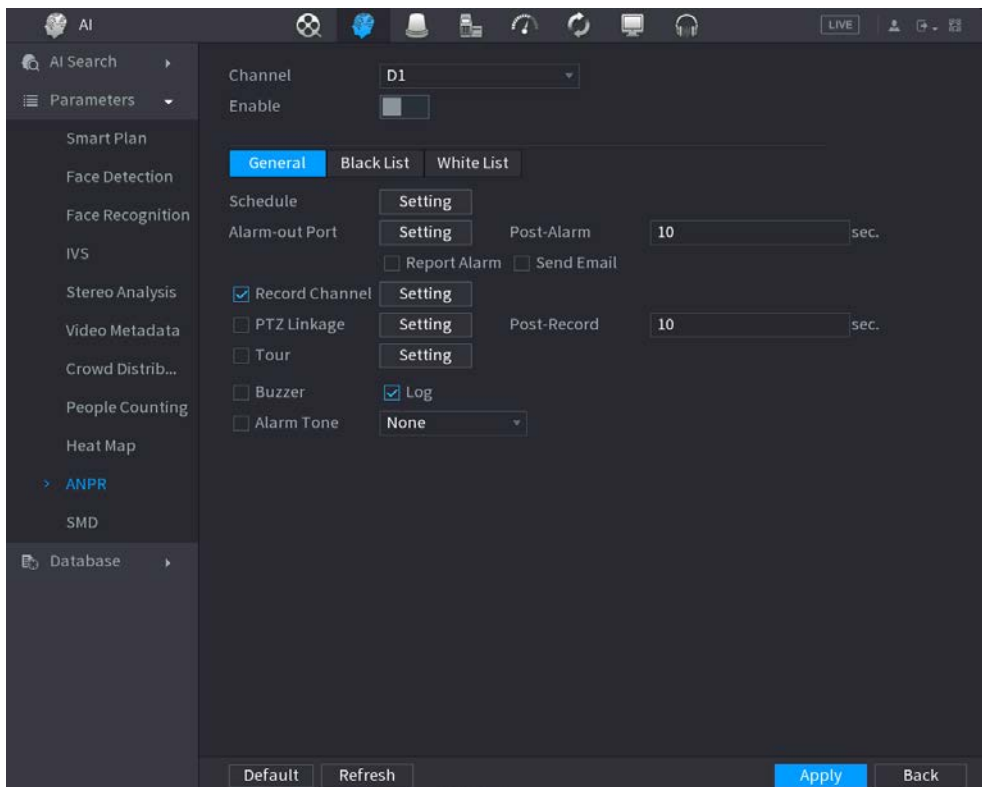 AI
LIVE
AI Search
Parameters
Smart Plan
Face Detection
Face Recognition
IVS
Stereo Analysis
Video Metadata
Crowd Distrib...
People Counting
Heat Map
ANPR
SMD
Database
Channel D1
Enable
General Black List White List
Schedule Setting
Alarm-out Port Setting Post-Alarm 10 sec.
Report Alarm Send Email
Record Channel Setting
PTZ Linkage Setting Post-Record 10 sec.
Tour Setting
Buzzer Log
Alarm Tone None
Default Refresh Apply Back